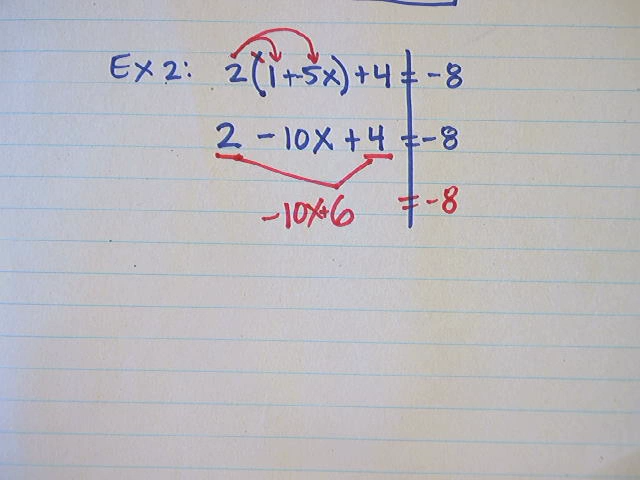 Ex 2: 2(1+-5x)+4 = -8
2 - 10x + 4 = -8
-10x+6 = -8